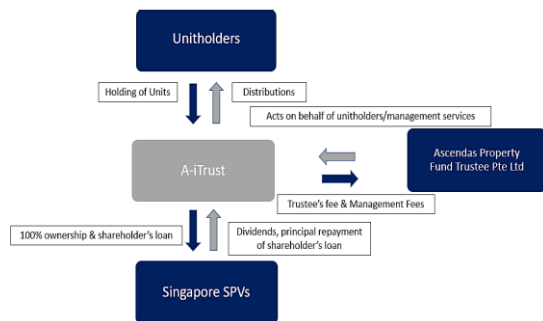 Unitholders
Holding of Units
Distributions
Acts on behalf of unitholders/management services
A-iTrust
Ascendas Property
Fund Trustee Pte Ltd
Trustee's fee & Management Fees
100% ownership & shareholder's loan
Dividends, principal repayment
of shareholder's loan
Singapore SPVs